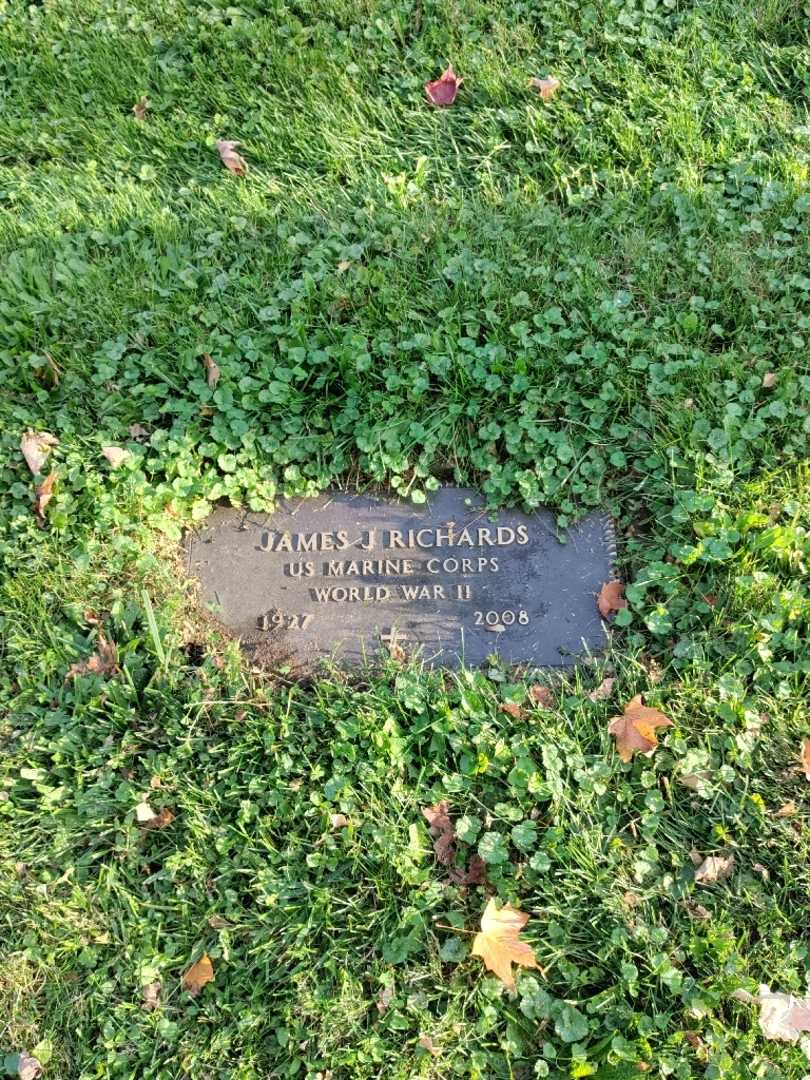 JAMES J RICHARDS
US MARINE CORPS
WORLD WAR II
1927 2008